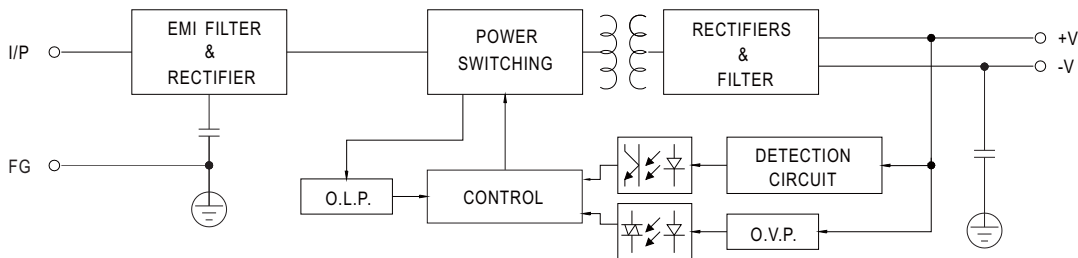 I/P
EMI FILTER
&
RECTIFIER
POWER
SWITCHING
RECTIFIERS
&
FILTER
+V
-V
FG
O.L.P.
CONTROL
DETECTION
CIRCUIT
O.V.P.